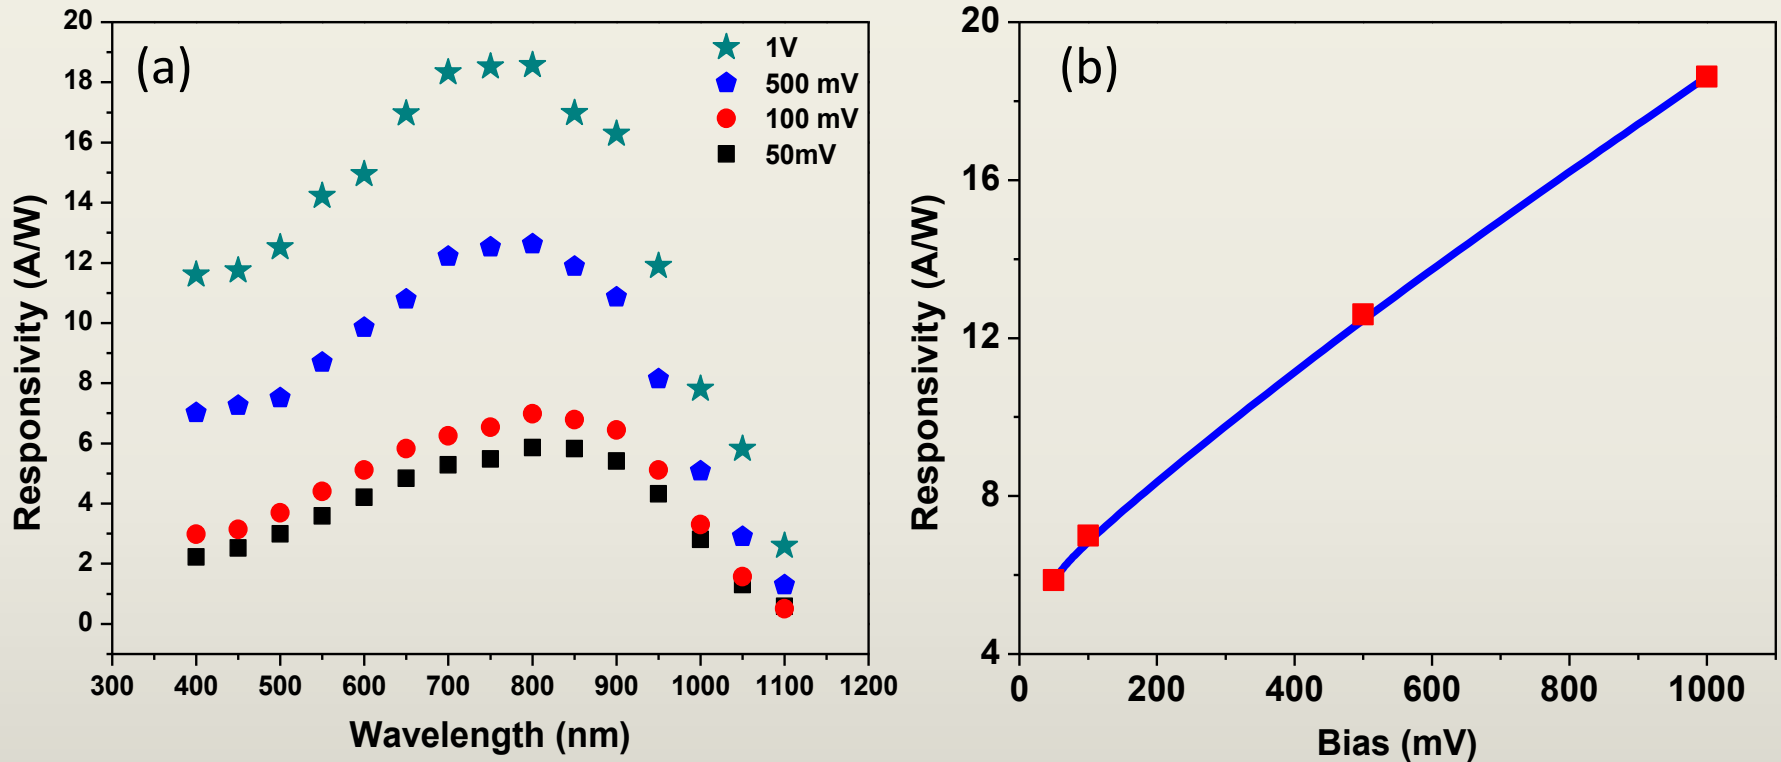 (a)
1V
500 mV
100 mV
50mV
20
18
16
14
12
10
8
6
4
2
0
Responsivity (A/W)
300 400 500 600 700 800 900 1000 1100 1200
Wavelength (nm)
(b)
20
16
12
8
4
Responsivity (A/W)
0 200 400 600 800 1000
Bias (mV)